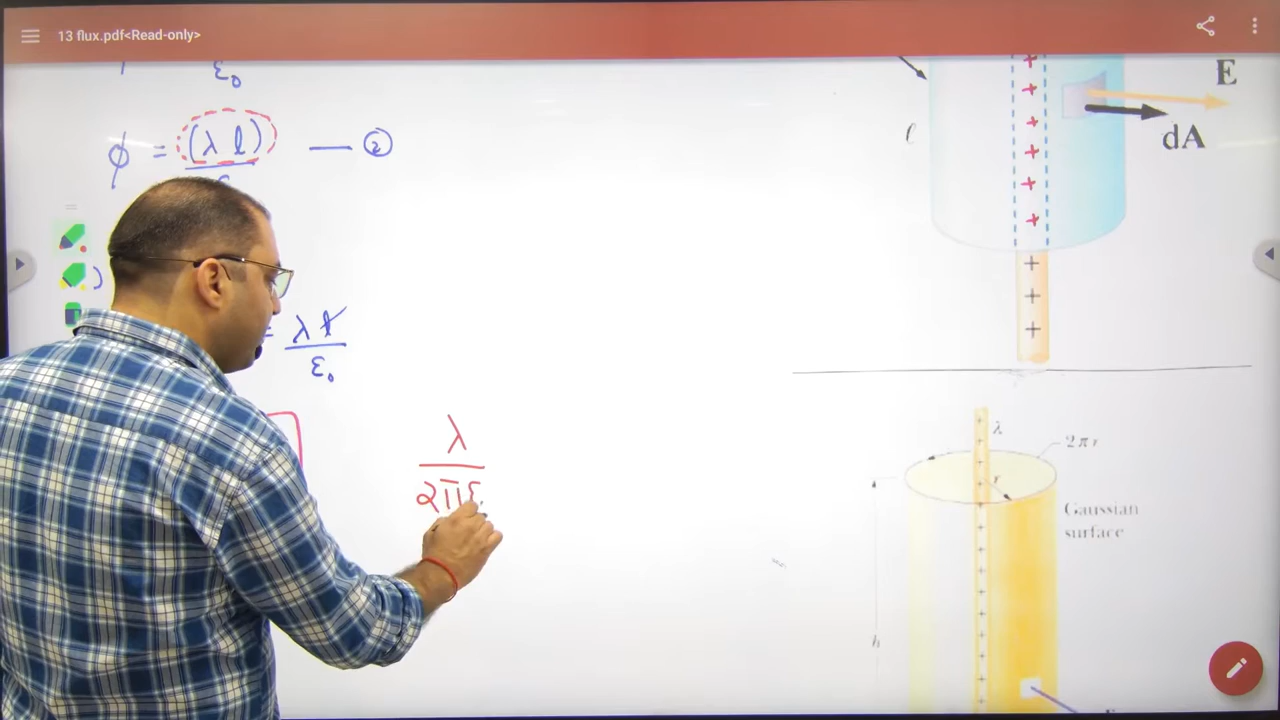 13 flux.pdf<Read-only>
ε₀
ϕ = (λ l) — ②
= λ l
ε₀
λ
2πε
E
dA
l
+
+
+
+
+
+
+
+
+
λ
2πr
r
Gaussian
surface
h